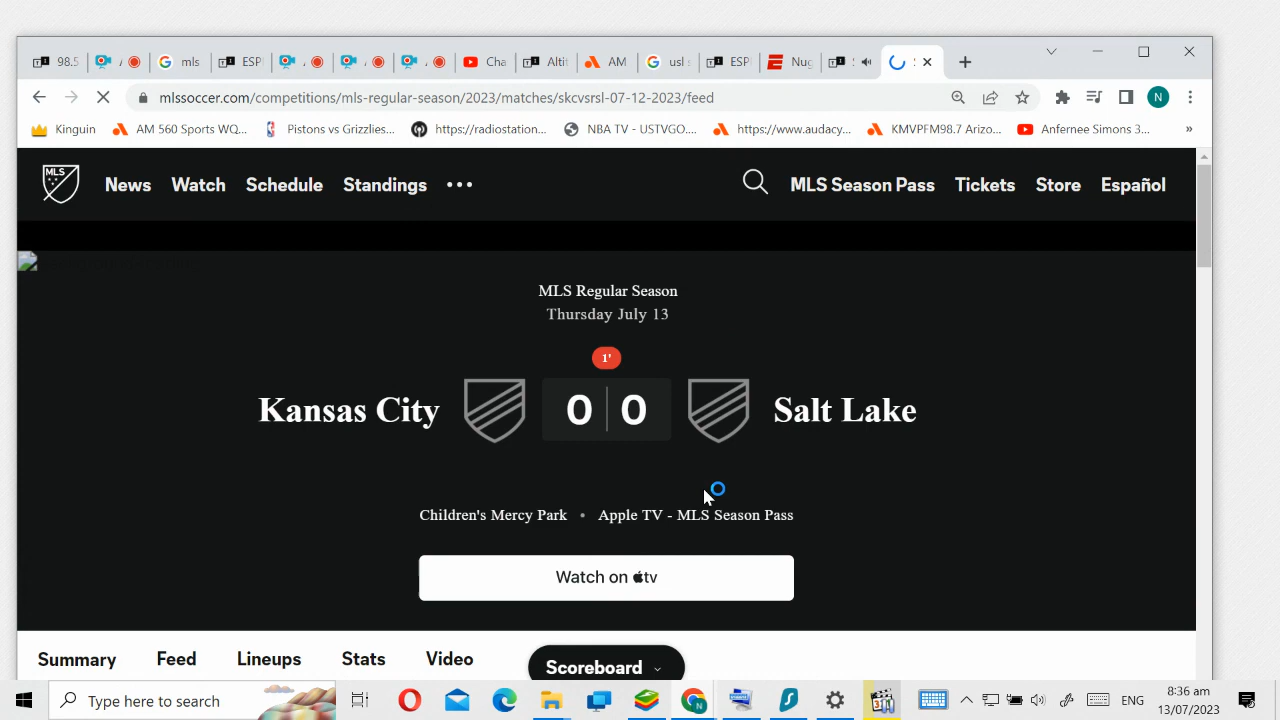 98
us
ESP
Cha
Alti
AM
usl s
ESP
Nug
mlssoccer.com/competitions/mls-regular-season/2023/matches/skcvsrsl-07-12-2023/feed
N
Kinguin AM 560 Sports WQ... Pistons vs Grizzlies... https://radiostation... NBA TV - USTVGO.... https://www.audacy... KMVPFM98.7 Arizo... Anfernee Simons 3... »
MLS News Watch Schedule Standings ••• MLS Season Pass Tickets Store Español
MLS Regular Season
Thursday July 13
1'
Kansas City 0 0 Salt Lake
Children's Mercy Park • Apple TV - MLS Season Pass
Watch on tv
Summary Feed Lineups Stats Video Scoreboard
Type here to search
ENG
8:36 am
13/07/2023